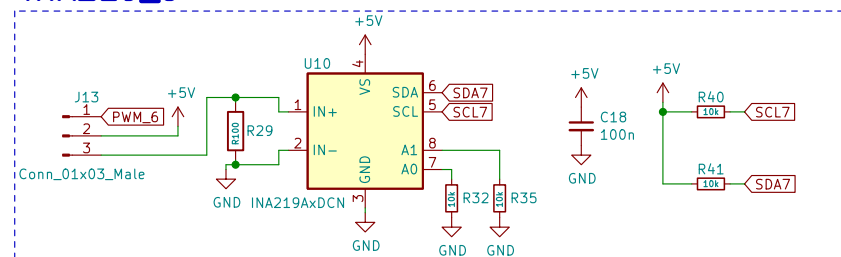 +5V
U10
4
VS
+5V
J13
1
PWM_6
2
3
Conn_01x03_Male
R100
R29
GND
1
IN+
2
IN-
SDA
6
SDA7
SCL
5
SCL7
A1
8
A0
7
GND
3
INA219AxDCN
GND
10k
R32
10k
R35
GND
GND
+5V
C18
100n
GND
+5V
R40
10k
SCL7
R41
10k
SDA7